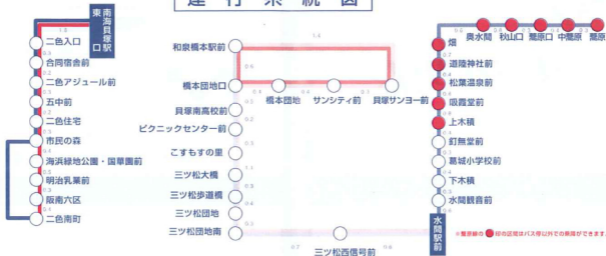 運行系統図
南海貝塚駅
東口
二色入口
合同宿舎前
二色アジュール前
五中前
二色住宅
市民の森
海浜緑地公園・国華園前
明治乳業前
阪南六区
二色南町
和泉橋本駅前
橋本団地口
橋本団地
サンシティ前
貝塚サンヨー前
貝塚南高校前
ピクニックセンター前
こすもすの里
三ツ松大橋
三ツ松歩道橋
三ツ松団地
三ツ松団地南
三ツ松西信号前
畑
奥水間
秋山口
蕎原口
中蕎原
蕎原
道陸神社前
松葉温泉前
吸霞堂前
上木積
釘無堂前
葛城小学校前
下木積
水間観音前
水間駅前
※蕎原線の●印の区間はバス停以外での乗降ができます。